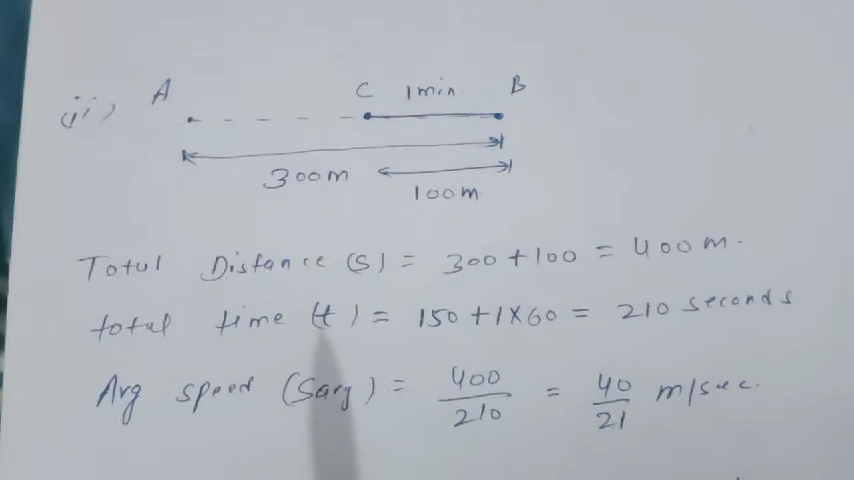 (ii) A C 1min. B
300m
100m
Total Distance (S) = 300 + 100 = 400m.
total time (t) = 150 + 1 × 60 = 210 seconds
Avg speed (Savg) = 400/210 = 40/21 m/sec.